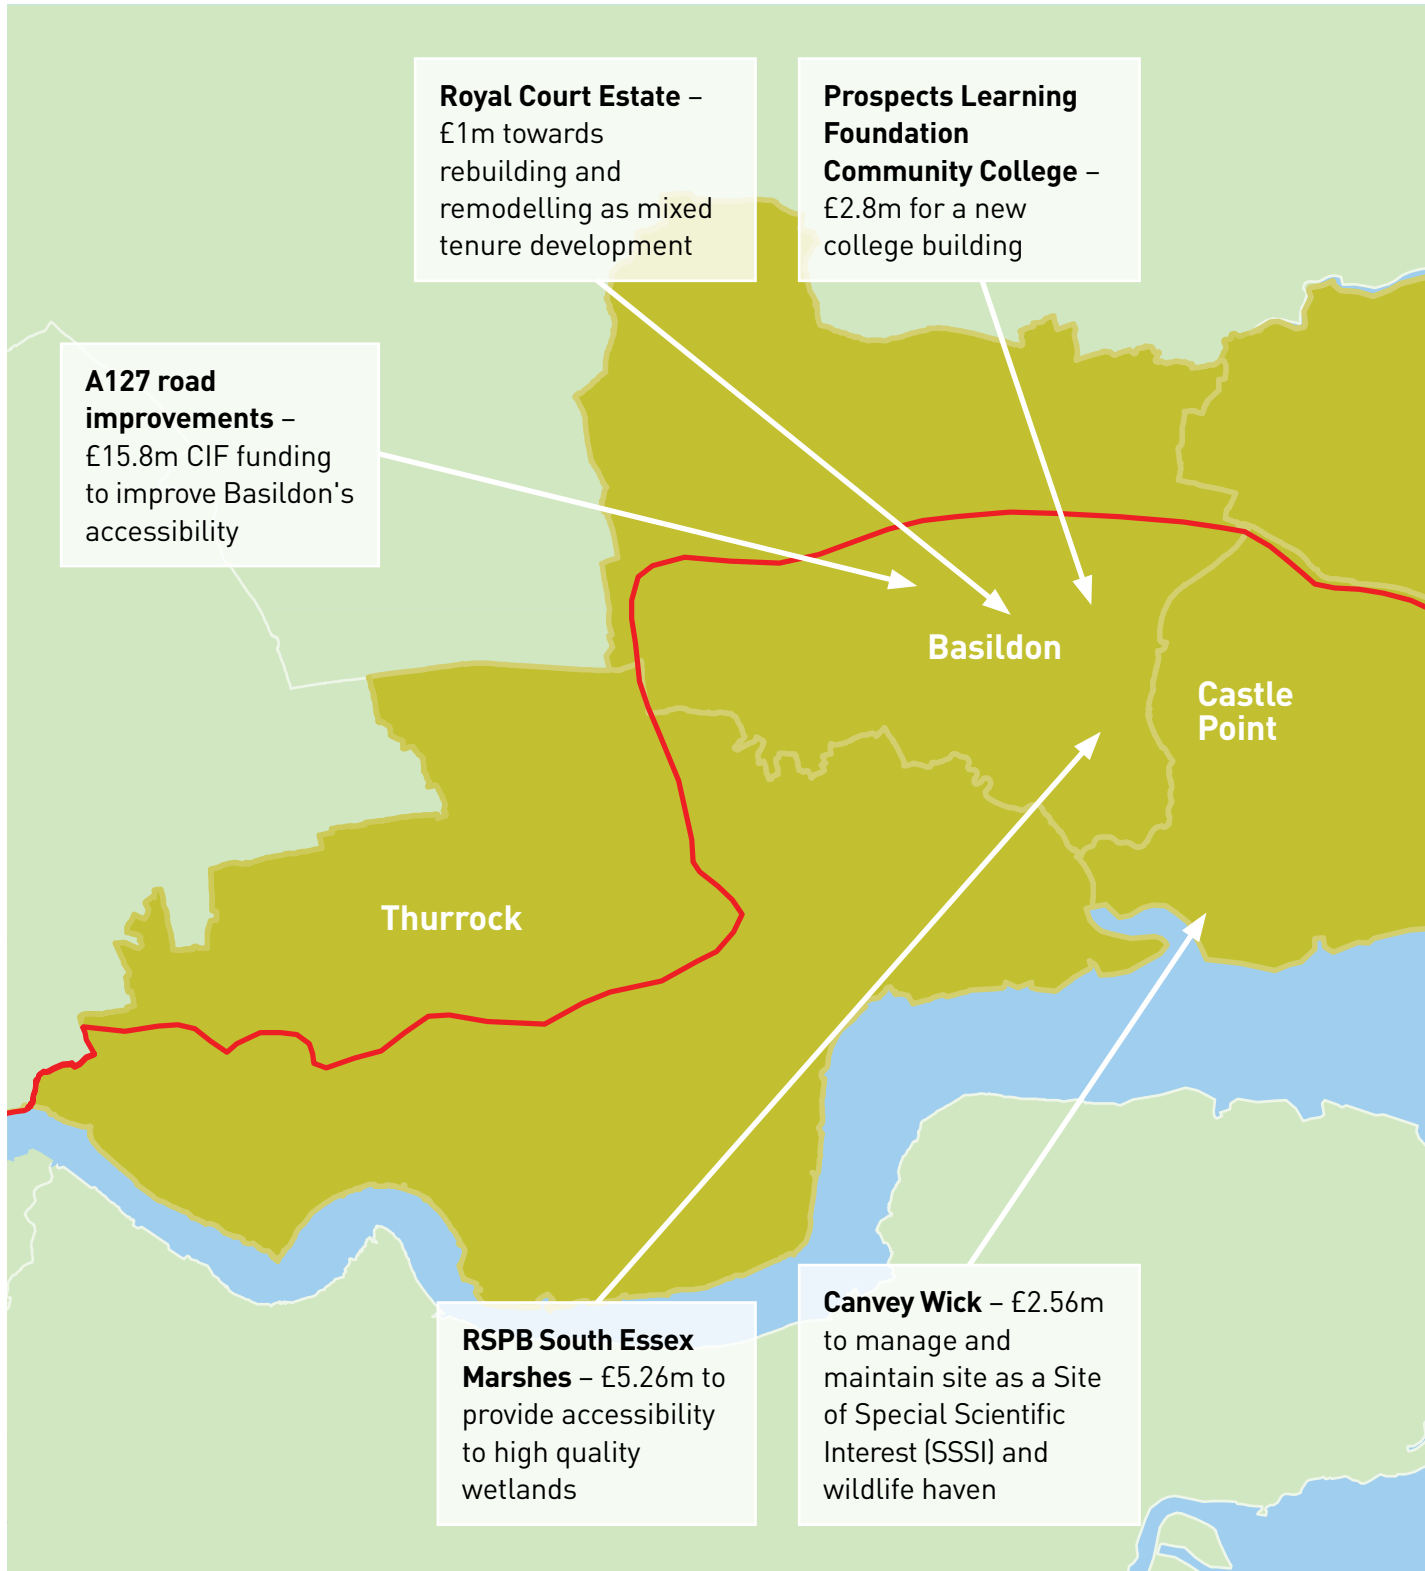 Royal Court Estate –
£1m towards
rebuilding and
remodelling as mixed
tenure development
Prospects Learning
Foundation
Community College –
£2.8m for a new
college building
A127 road
improvements –
£15.8m CIF funding
to improve Basildon's
accessibility
Basildon
Castle
Point
Thurrock
RSPB South Essex
Marshes – £5.26m to
provide accessibility
to high quality
wetlands
Canvey Wick – £2.56m
to manage and
maintain site as a Site
of Special Scientific
Interest (SSSI) and
wildlife haven